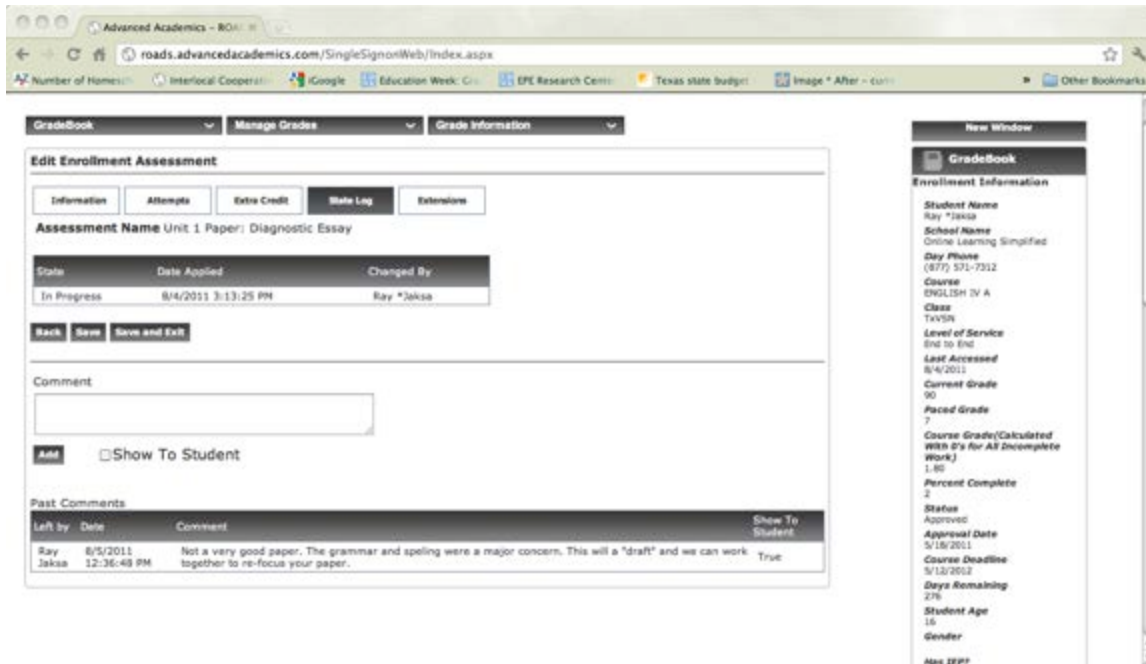 Advanced Academics – ROA
roads.advancedacademics.com/SingleSignonWeb/Index.aspx
Number of Homesch
Interlocal Cooperati
iGoogle
Education Week:
EPE Research Cente
Texas state budget
Image * After –
Other Bookmarks
GradeBook
Manage Grades
Grade Information
New Window
Edit Enrollment Assessment
Information
Attempts
Extra Credit
State Log
Extensions
Assessment Name Unit 1 Paper: Diagnostic Essay
State Date Applied Changed By
In Progress 8/4/2011 3:13:25 PM Ray *Jaksa
Back Save Save and Exit
Comment
Add Show To Student
Past Comments
Left by Date Comment Show To
Student
Ray 8/5/2011 Not a very good paper. The grammar and speling were a major concern. This will a "draft" and we can work True
Jaksa 12:36:48 PM together to re-focus your paper.
GradeBook
Enrollment Information
Student Name
Ray *Jaksa
School Name
Online Learning Simplified
Day Phone
(877) 571-7312
Course
ENGLISH IV A
Class
TxVSN
Level of Service
End to End
Last Accessed
8/4/2011
Current Grade
90
Paced Grade
7
Course Grade(Calculated
With 0's for All Incomplete
Work)
1.80
Percent Complete
2
Status
Approved
Approval Date
5/18/2011
Course Deadline
5/12/2012
Days Remaining
276
Student Age
16
Gender
Has IEP?